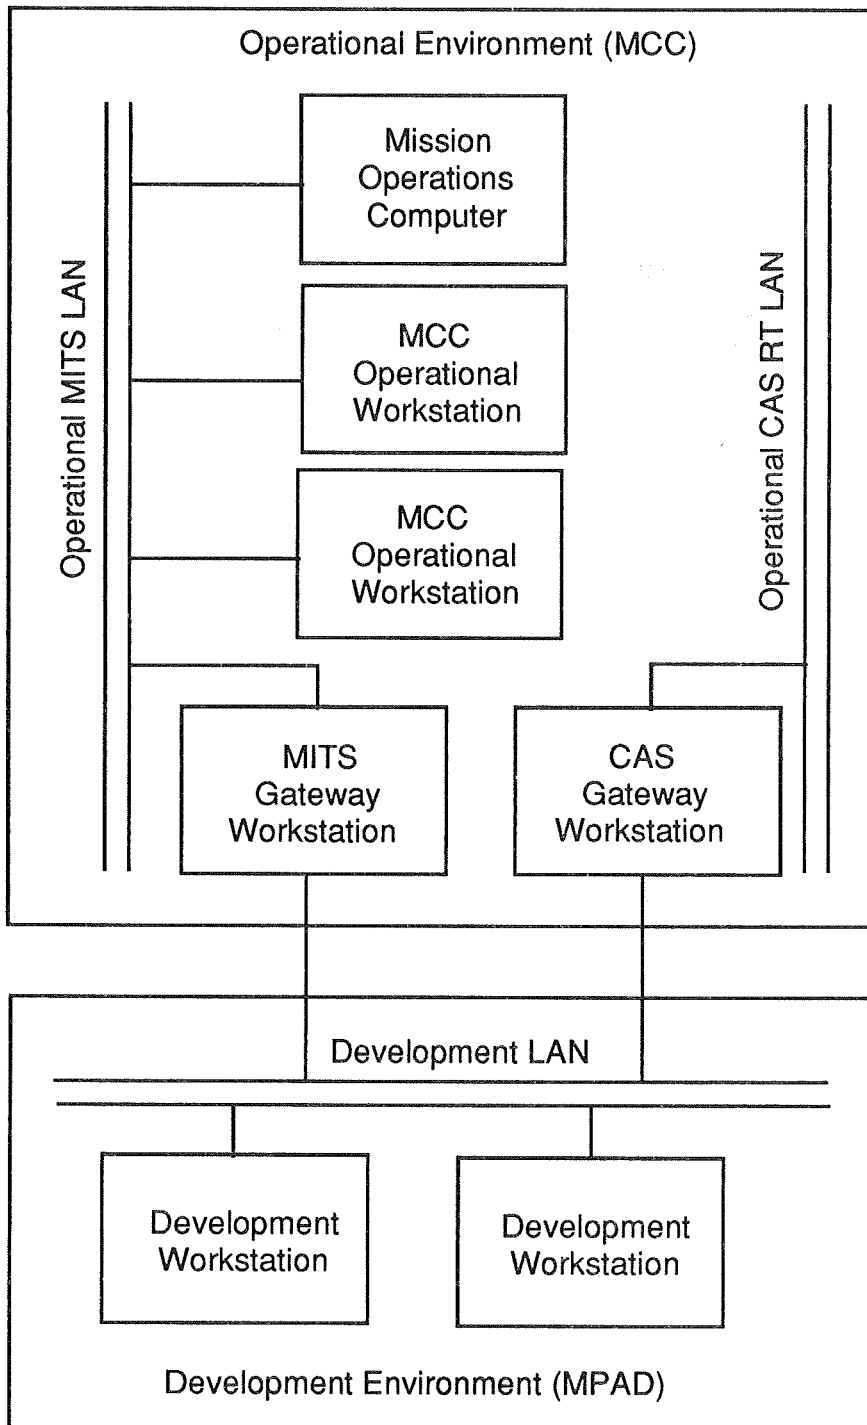 Operational Environment (MCC)
Mission
Operations
Computer
Operational MITS LAN
Operational CAS RT LAN
MCC
Operational
Workstation
MCC
Operational
Workstation
MITS
Gateway
Workstation
CAS
Gateway
Workstation
Development LAN
Development
Workstation
Development
Workstation
Development Environment (MPAD)